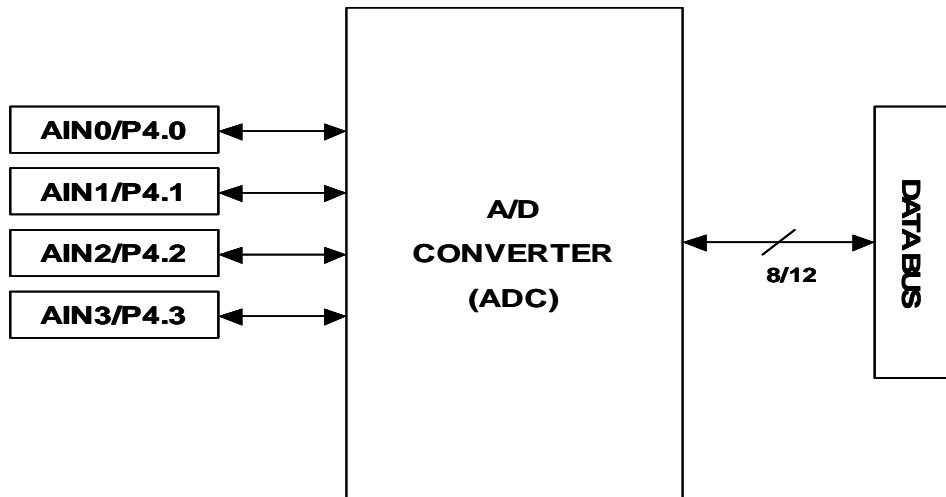 AIN0/P4.0
AIN1/P4.1
AIN2/P4.2
AIN3/P4.3
A/D
CONVERTER
(ADC)
8/12
DATA BUS